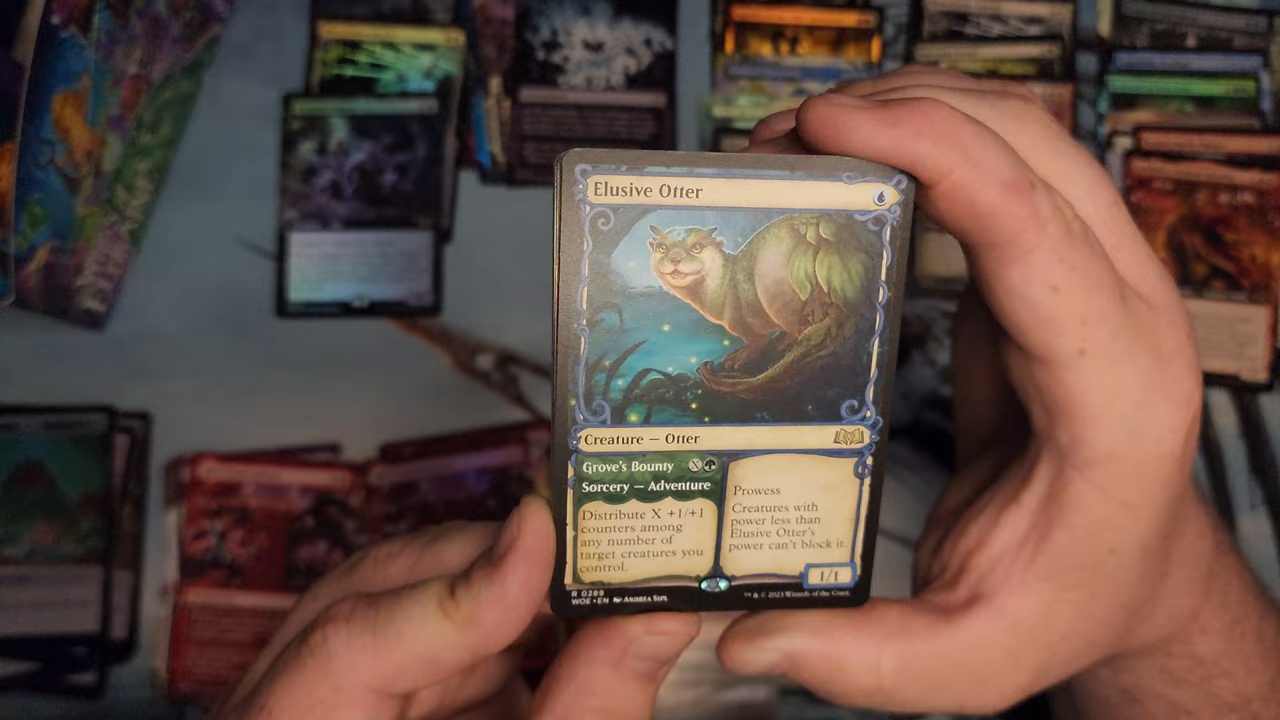 Elusive Otter
Creature — Otter
Grove's Bounty X
Sorcery — Adventure
Distribute X +1/+1
counters among
any number of
target creatures you
control.
Prowess
Creatures with
power less than
Elusive Otter's
power can't block it.
1/1
R 0289
WOE • EN
™ & © 2023 Wizards of the Coast